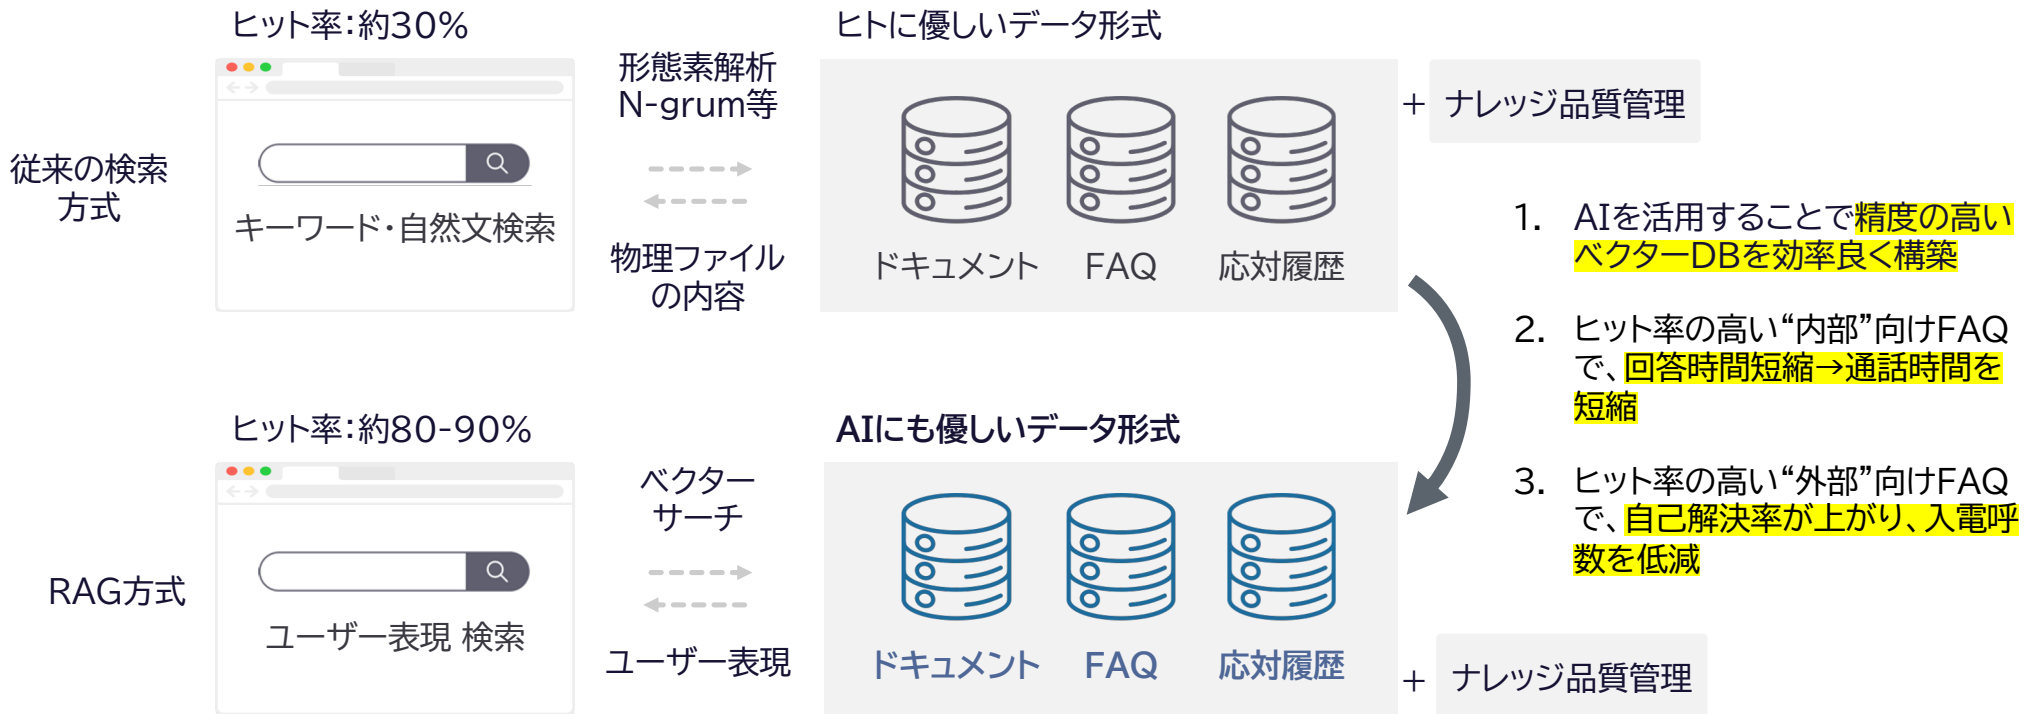 ヒット率：約30%
ヒトに優しいデータ形式
従来の検索
方式
キーワード・自然文検索
形態素解析
N-grum等
物理ファイル
の内容
ドキュメント
FAQ
応対履歴
+ ナレッジ品質管理
1. AIを活用することで精度の高い
ベクターDBを効率良く構築
2. ヒット率の高い“内部”向けFAQ
で、回答時間短縮→通話時間を
短縮
3. ヒット率の高い“外部”向けFAQ
で、自己解決率が上がり、入電呼
数を低減
ヒット率：約80-90%
AIにも優しいデータ形式
RAG方式
ユーザー表現 検索
ベクター
サーチ
ユーザー表現
ドキュメント
FAQ
応対履歴
+ ナレッジ品質管理